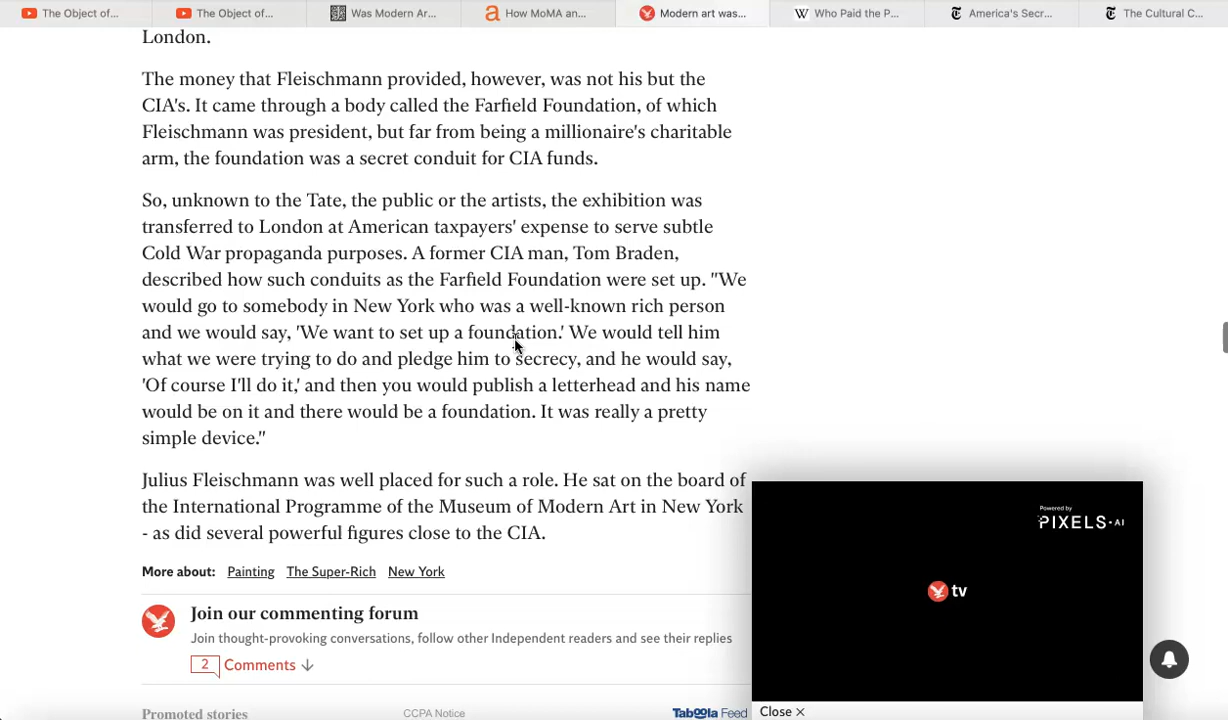 The Object of...
The Object of...
Was Modern Ar...
How MoMA an...
Modern art was...
W
Who Paid the P...
America's Secr...
The Cultural C...
London.
The money that Fleischmann provided, however, was not his but the
CIA's. It came through a body called the Farfield Foundation, of which
Fleischmann was president, but far from being a millionaire's charitable
arm, the foundation was a secret conduit for CIA funds.
So, unknown to the Tate, the public or the artists, the exhibition was
transferred to London at American taxpayers' expense to serve subtle
Cold War propaganda purposes. A former CIA man, Tom Braden,
described how such conduits as the Farfield Foundation were set up. "We
would go to somebody in New York who was a well-known rich person
and we would say, 'We want to set up a foundation.' We would tell him
what we were trying to do and pledge him to secrecy, and he would say,
'Of course I'll do it,' and then you would publish a letterhead and his name
would be on it and there would be a foundation. It was really a pretty
simple device."
Julius Fleischmann was well placed for such a role. He sat on the board of
the International Programme of the Museum of Modern Art in New York
- as did several powerful figures close to the CIA.
More about: Painting The Super-Rich New York
Join our commenting forum
Join thought-provoking conversations, follow other Independent readers and see their replies
2 Comments
Promoted stories
CCPA Notice
Taboola Feed
Powered by
PIXELS·AI
tv
Close ×